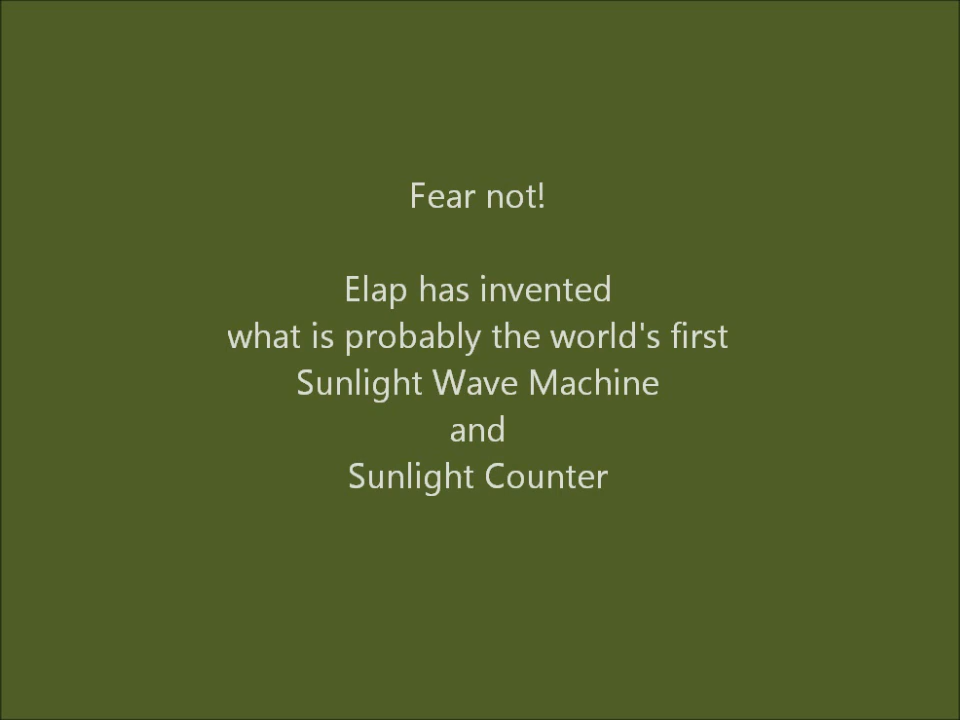 Fear not!
Elap has invented
what is probably the world's first
Sunlight Wave Machine
and
Sunlight Counter